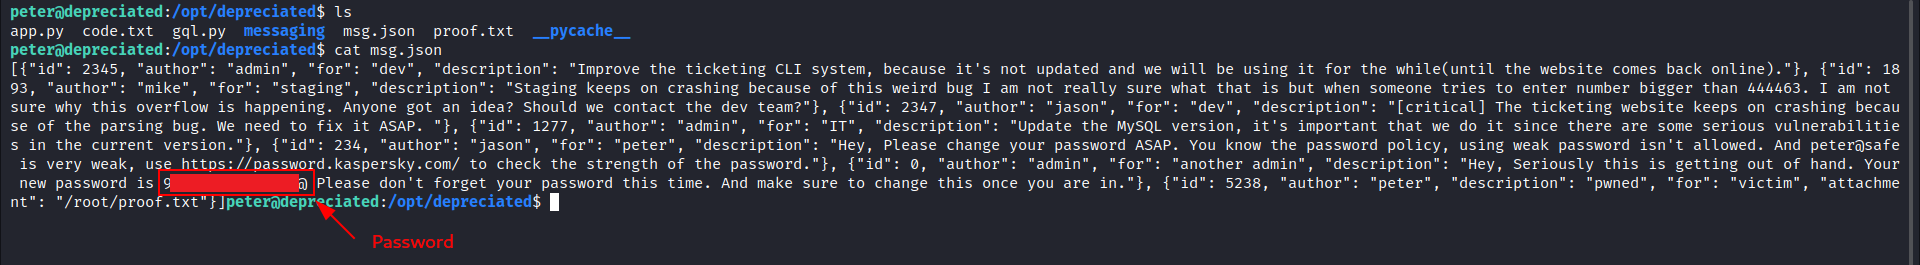 peter@depreciated:/opt/depreciated$ ls
app.py code.txt gql.py messaging msg.json proof.txt __pycache__
peter@depreciated:/opt/depreciated$ cat msg.json
[{"id": 2345, "author": "admin", "for": "dev", "description": "Improve the ticketing CLI system, because it's not updated and we will be using it for the while(until the website comes back online)."}, {"id": 18
93, "author": "mike", "for": "staging", "description": "Staging keeps on crashing because of this weird bug I am not really sure what that is but when someone tries to enter number bigger than 444463. I am not
sure why this overflow is happening. Anyone got an idea? Should we contact the dev team?"}, {"id": 2347, "author": "jason", "for": "dev", "description": "[critical] The ticketing website keeps on crashing becau
se of the parsing bug. We need to fix it ASAP. "}, {"id": 1277, "author": "admin", "for": "IT", "description": "Update the MySQL version, it's important that we do it since there are some serious vulnerabilitie
s in the current version."}, {"id": 234, "author": "jason", "for": "peter", "description": "Hey, Please change your password ASAP. You know the password policy, using weak password isn't allowed. And peter@safe
is very weak, use https://password.kaspersky.com/ to check the strength of the password."}, {"id": 0, "author": "admin", "for": "another admin", "description": "Hey, Seriously this is getting out of hand. Your
new password is 9 @ Please don't forget your password this time. And make sure to change this once you are in."}, {"id": 5238, "author": "peter", "description": "pwned", "for": "victim", "attachme
nt": "/root/proof.txt"}]peter@depreciated:/opt/depreciated$
Password